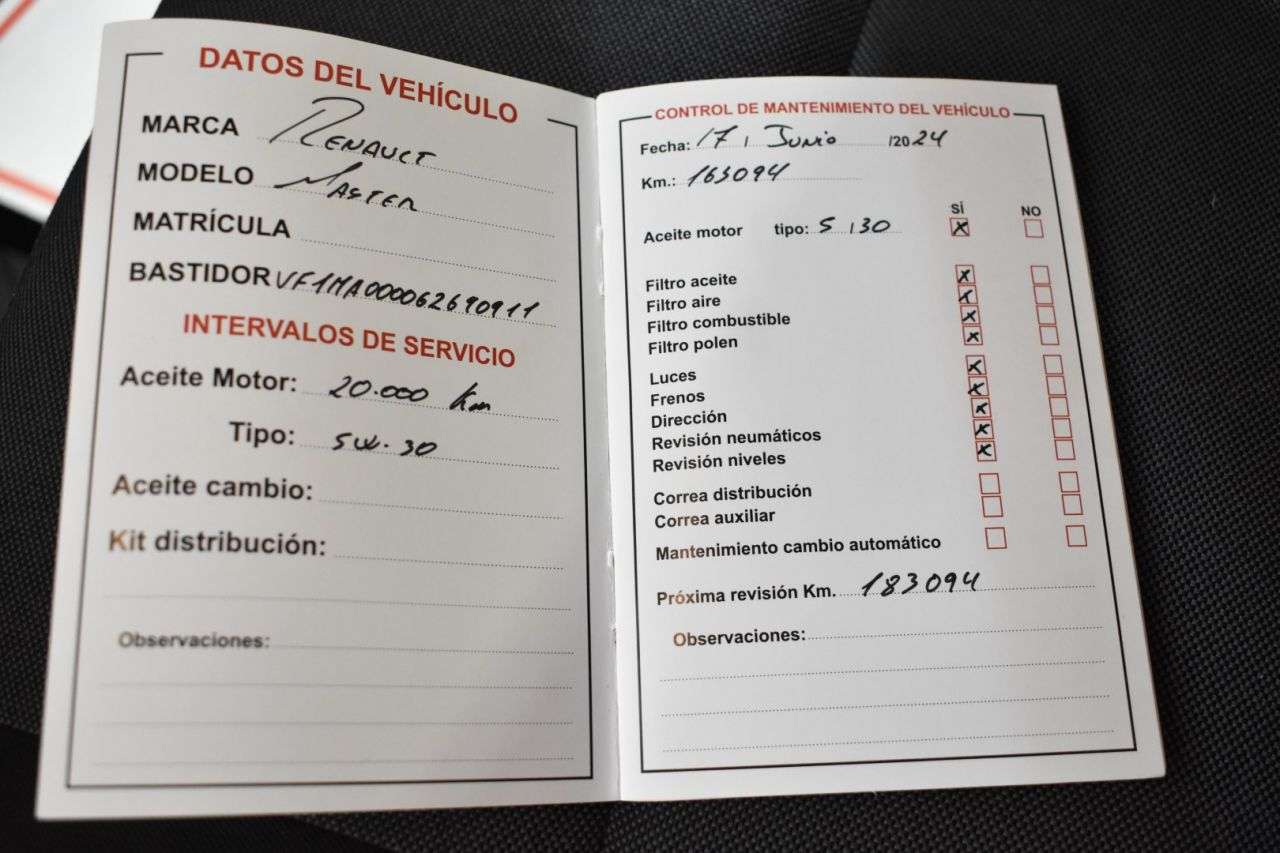 DATOS DEL VEHÍCULO
MARCA RENAULT
MODELO MASTER
MATRÍCULA
BASTIDOR VF1MA000062690911
INTERVALOS DE SERVICIO
Aceite Motor: 20.000 Km
Tipo: 5W.30
Aceite cambio:
Kit distribución:
Observaciones:
CONTROL DE MANTENIMIENTO DEL VEHÍCULO
Fecha: 17 / Junio /2024
Km.: 163094
SÍ NO
Aceite motor tipo: 5 / 30 X
Filtro aceite X
Filtro aire X
Filtro combustible X
Filtro polen X
Luces X
Frenos X
Dirección X
Revisión neumáticos X
Revisión niveles X
Correa distribución
Correa auxiliar
Mantenimiento cambio automático
Próxima revisión Km. 183094
Observaciones: